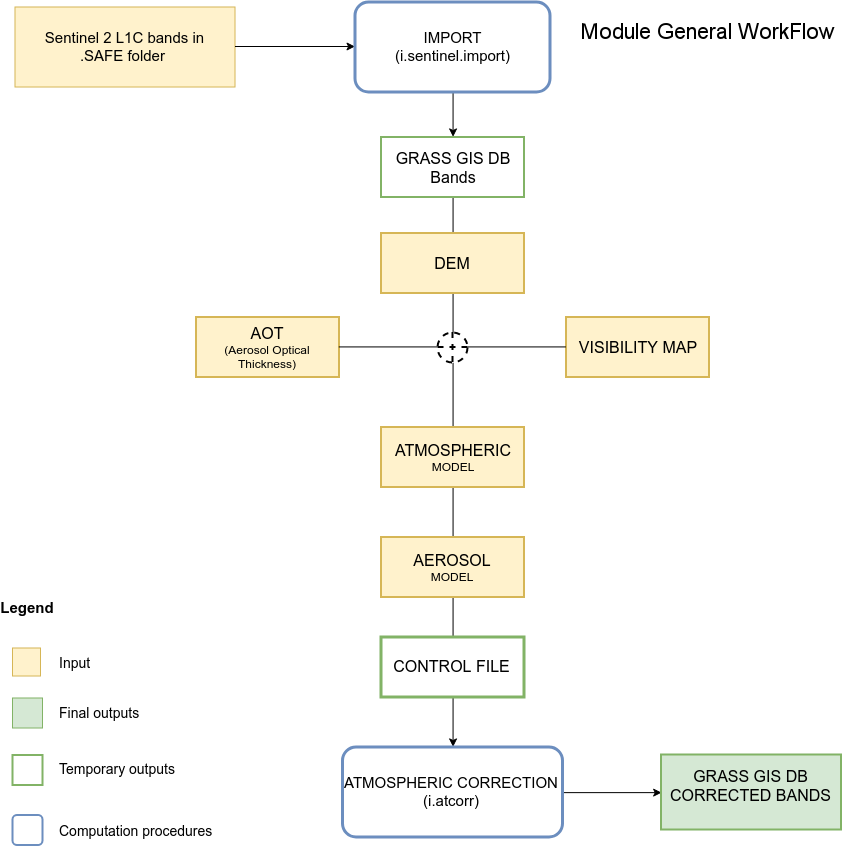 Module General WorkFlow
Sentinel 2 L1C bands in
.SAFE folder
IMPORT
(i.sentinel.import)
GRASS GIS DB
Bands
DEM
AOT
(Aerosol Optical
Thickness)
VISIBILITY MAP
ATMOSPHERIC
MODEL
AEROSOL
MODEL
CONTROL FILE
ATMOSPHERIC CORRECTION
(i.atcorr)
GRASS GIS DB
CORRECTED BANDS
Legend
Input
Final outputs
Temporary outputs
Computation procedures